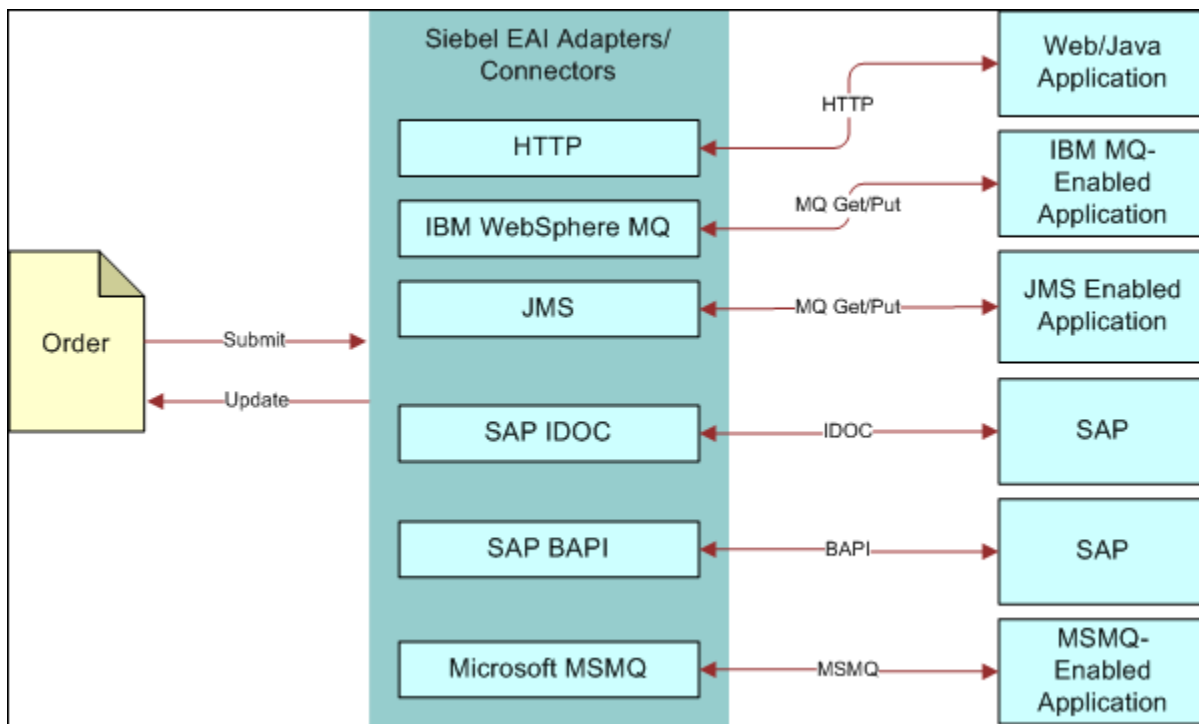 Siebel EAI Adapters/
Connectors
Web/Java
Application
HTTP
HTTP
IBM MQ-
Enabled
Application
MQ Get/Put
IBM WebSphere MQ
JMS
MQ Get/Put
JMS Enabled
Application
Order
Submit
Update
SAP IDOC
IDOC
SAP
SAP BAPI
BAPI
SAP
Microsoft MSMQ
MSMQ
MSMQ-
Enabled
Application